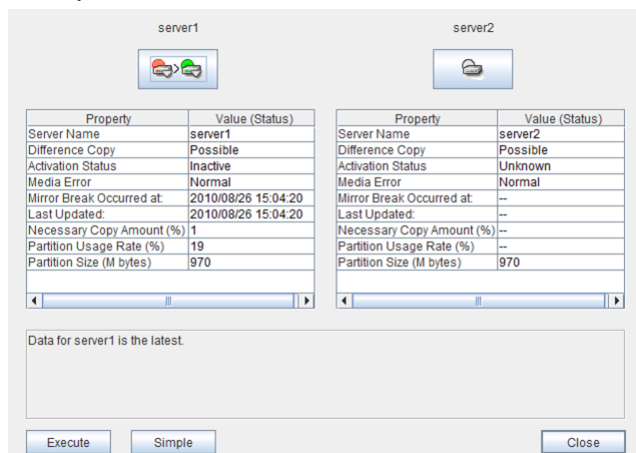 server1
server2
Property Value (Status)
Server Name server1
Difference Copy Possible
Activation Status Inactive
Media Error Normal
Mirror Break Occurred at: 2010/08/26 15:04:20
Last Updated: 2010/08/26 15:04:20
Necessary Copy Amount (%) 1
Partition Usage Rate (%) 19
Partition Size (M bytes) 970
Property Value (Status)
Server Name server2
Difference Copy Possible
Activation Status Unknown
Media Error Normal
Mirror Break Occurred at: --
Last Updated: --
Necessary Copy Amount (%) --
Partition Usage Rate (%) --
Partition Size (M bytes) 970
Data for server1 is the latest.
Execute Simple Close